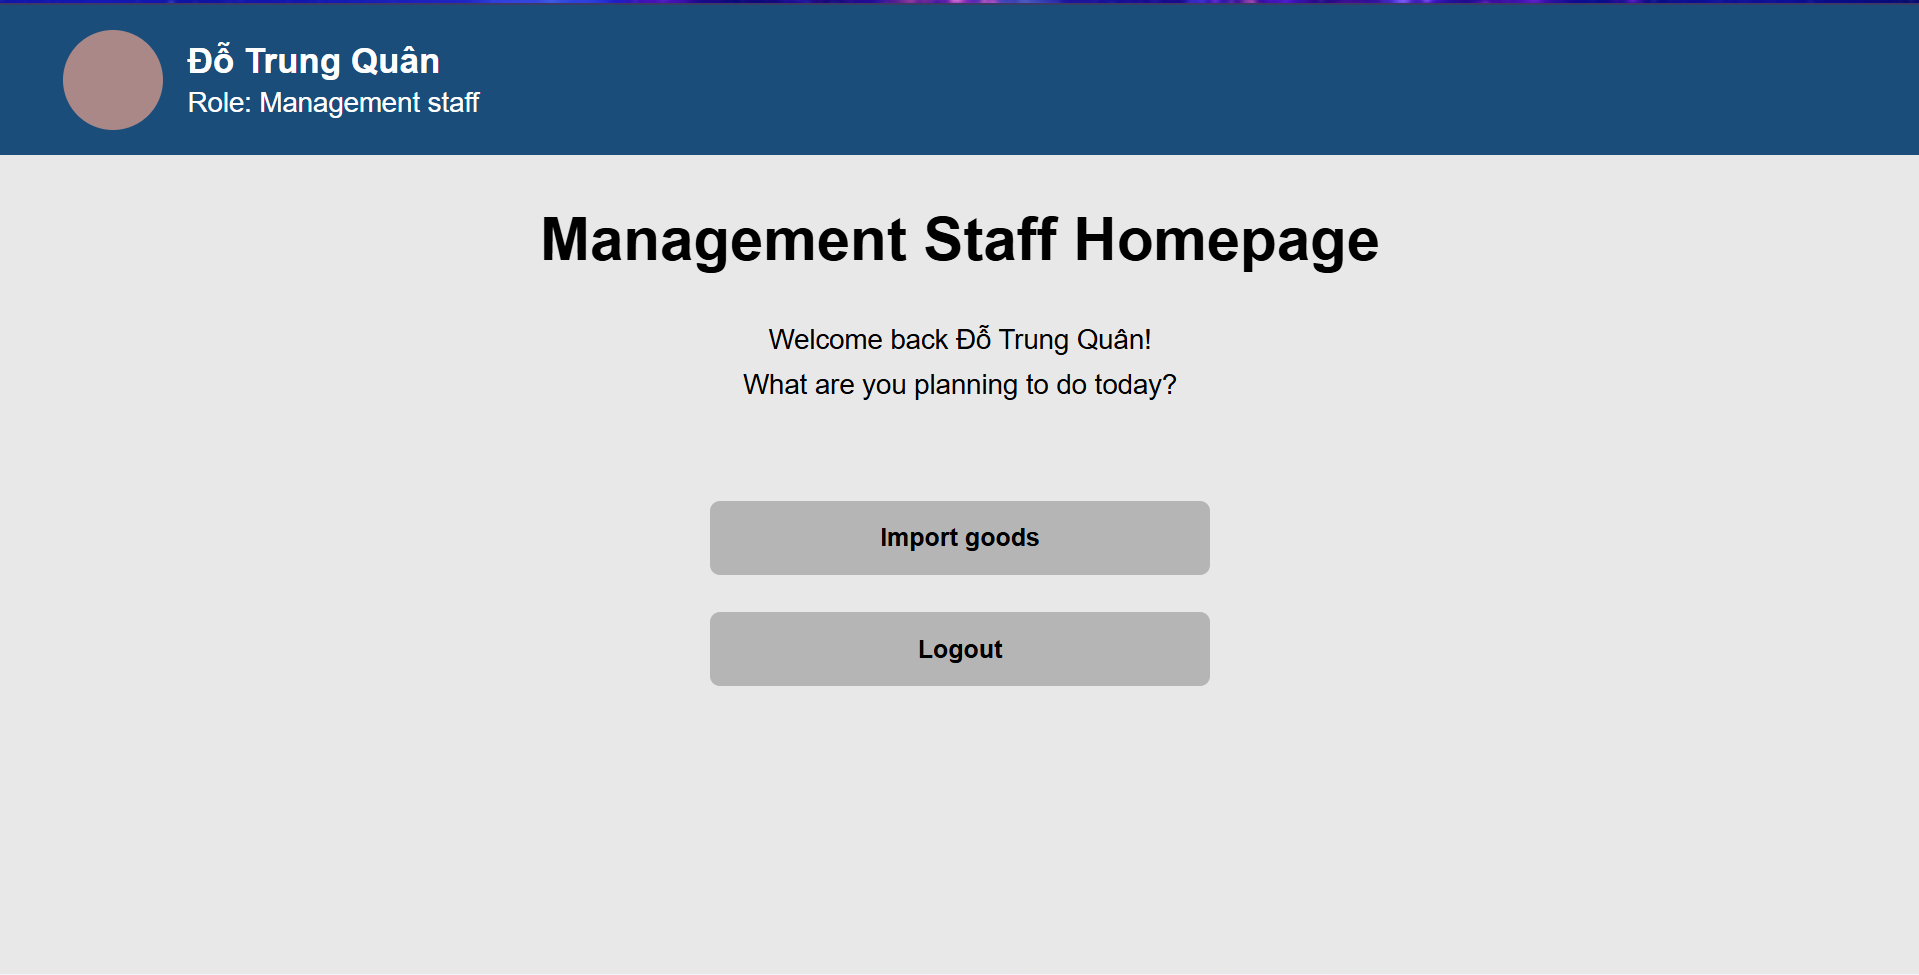 Đỗ Trung Quân
Role: Management staff
Management Staff Homepage
Welcome back Đỗ Trung Quân!
What are you planning to do today?
Import goods
Logout